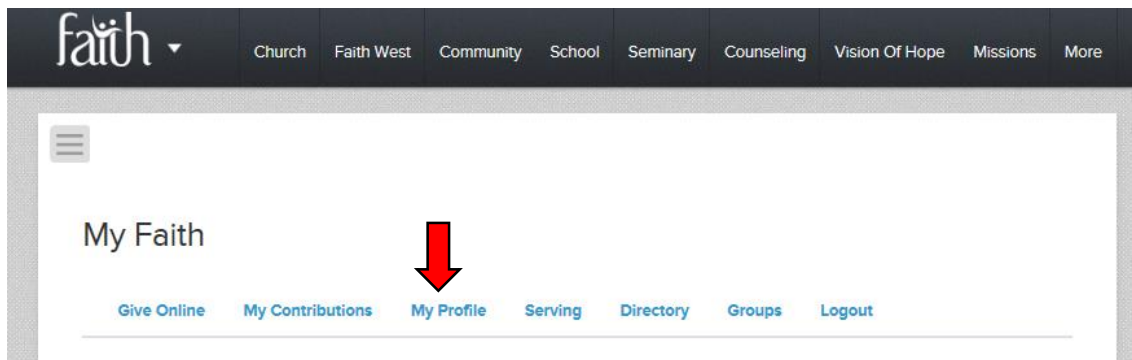 faith Church Faith West Community School Seminary Counseling Vision Of Hope Missions More
My Faith
Give Online My Contributions My Profile Serving Directory Groups Logout